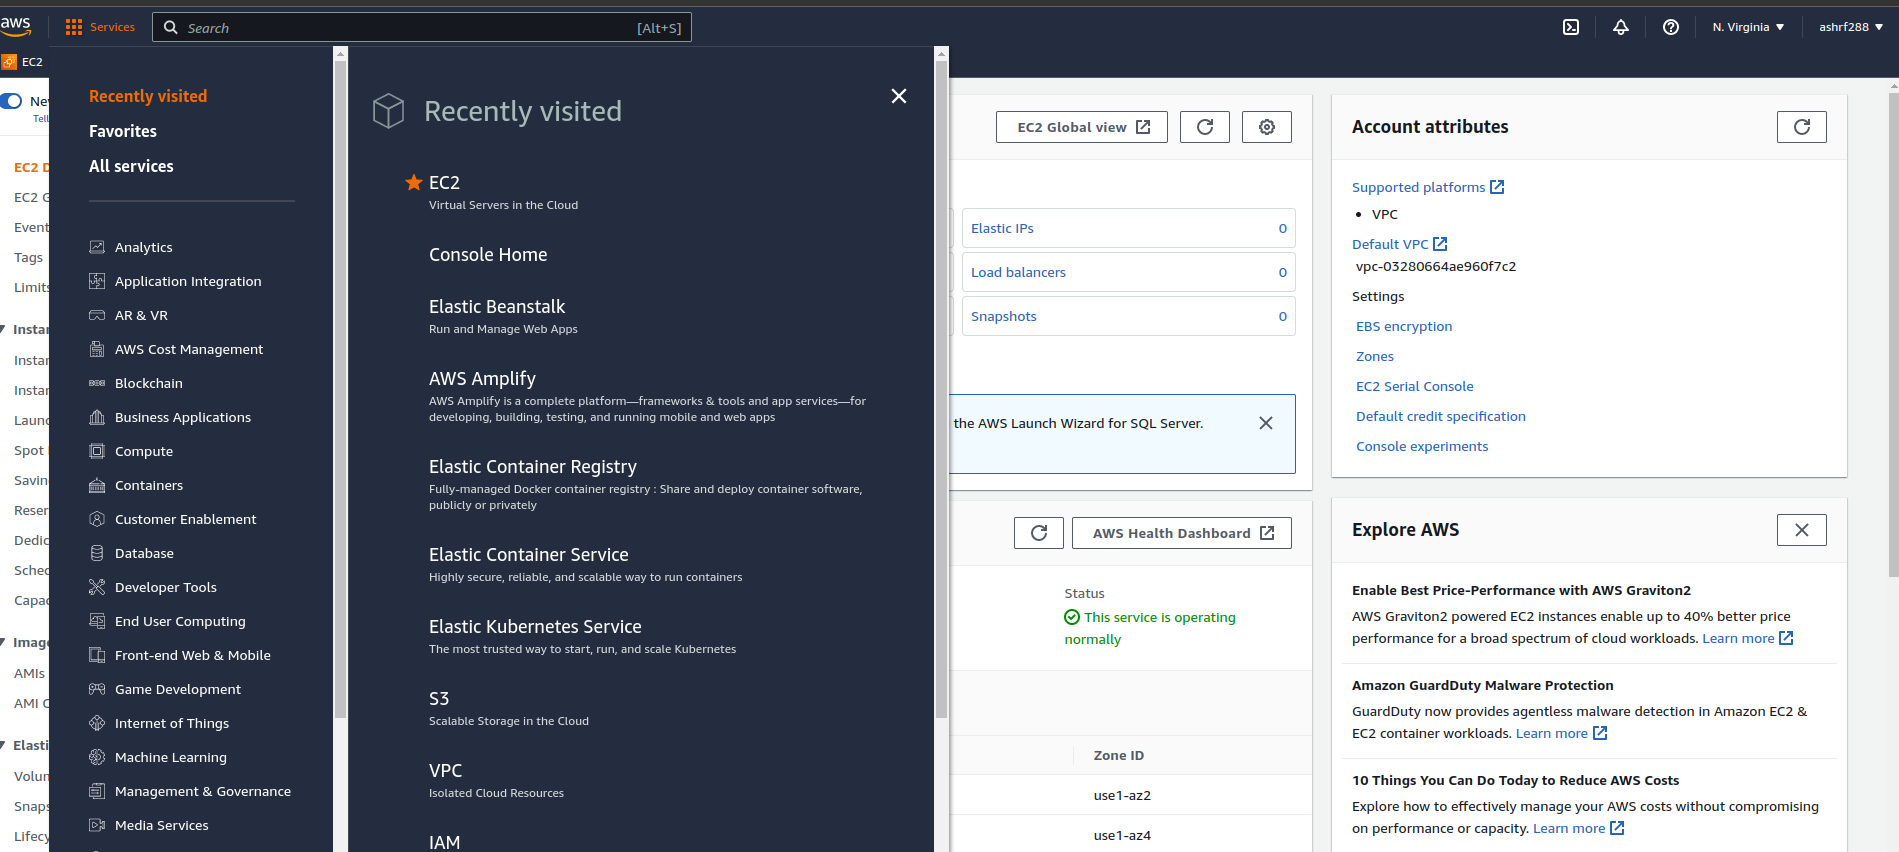 aws
Services
Search
[Alt+S]
N. Virginia
ashrf288
EC2
New
Tell
EC2 D
EC2 G
Event
Tags
Limits
Instan
Instan
Instan
Launc
Spot
Savin
Reser
Dedic
Sched
Capac
Image
AMIs
AMI C
Elasti
Volun
Snaps
Lifecy
Recently visited
Favorites
All services
Analytics
Application Integration
AR & VR
AWS Cost Management
Blockchain
Business Applications
Compute
Containers
Customer Enablement
Database
Developer Tools
End User Computing
Front-end Web & Mobile
Game Development
Internet of Things
Machine Learning
Management & Governance
Media Services
Recently visited
EC2
Virtual Servers in the Cloud
Console Home
Elastic Beanstalk
Run and Manage Web Apps
AWS Amplify
AWS Amplify is a complete platform—frameworks & tools and app services—for
developing, building, testing, and running mobile and web apps
Elastic Container Registry
Fully-managed Docker container registry : Share and deploy container software,
publicly or privately
Elastic Container Service
Highly secure, reliable, and scalable way to run containers
Elastic Kubernetes Service
The most trusted way to start, run, and scale Kubernetes
S3
Scalable Storage in the Cloud
VPC
Isolated Cloud Resources
IAM
EC2 Global view
Elastic IPs 0
Load balancers 0
Snapshots 0
the AWS Launch Wizard for SQL Server.
AWS Health Dashboard
Status
This service is operating
normally
Zone ID
use1-az2
use1-az4
Account attributes
Supported platforms
• VPC
Default VPC
vpc-03280664ae960f7c2
Settings
EBS encryption
Zones
EC2 Serial Console
Default credit specification
Console experiments
Explore AWS
Enable Best Price-Performance with AWS Graviton2
AWS Graviton2 powered EC2 instances enable up to 40% better price
performance for a broad spectrum of cloud workloads. Learn more
Amazon GuardDuty Malware Protection
GuardDuty now provides agentless malware detection in Amazon EC2 &
EC2 container workloads. Learn more
10 Things You Can Do Today to Reduce AWS Costs
Explore how to effectively manage your AWS costs without compromising
on performance or capacity. Learn more